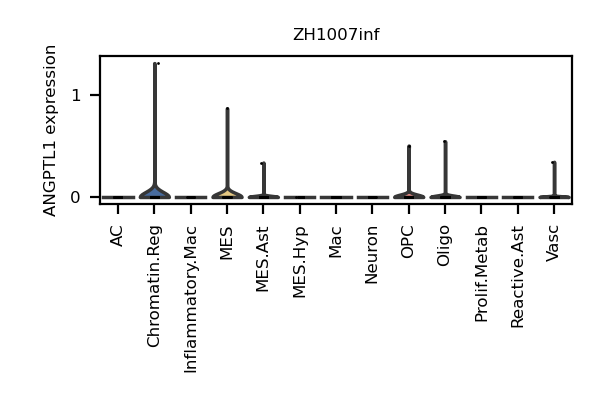 ZH1007inf
ANGPTL1 expression
1
0
AC
Chromatin.Reg
Inflammatory.Mac
MES
MES.Ast
MES.Hyp
Mac
Neuron
OPC
Oligo
Prolif.Metab
Reactive.Ast
Vasc